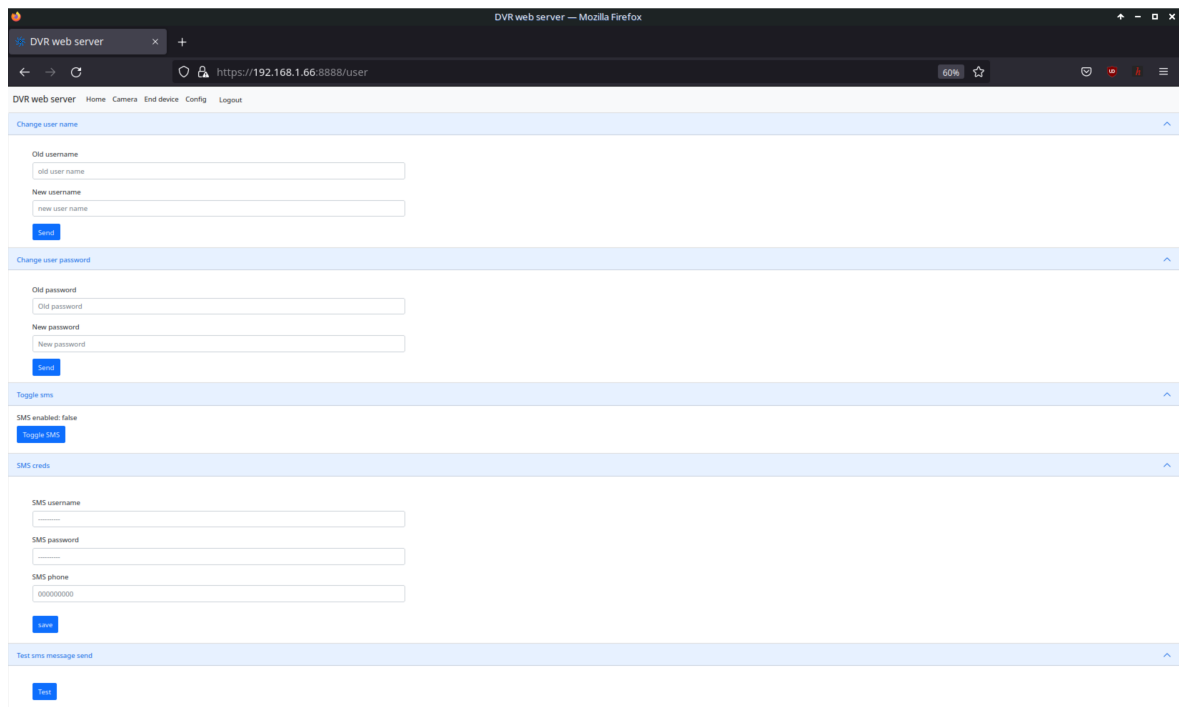 DVR web server — Mozilla Firefox
DVR web server
https://192.168.1.66:8888/user
60%
DVR web server Home Camera End device Config Logout
Change user name
Old username
old user name
New username
new user name
Send
Change user password
Old password
Old password
New password
New password
Send
Toggle sms
SMS enabled: false
Toggle SMS
SMS creds
SMS username
---------
SMS password
---------
SMS phone
000000000
save
Test sms message send
Test